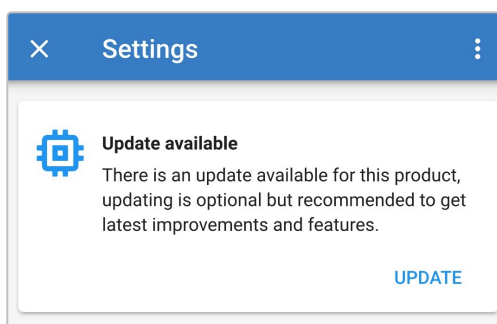 Settings
Update available
There is an update available for this product,
updating is optional but recommended to get
latest improvements and features.
UPDATE